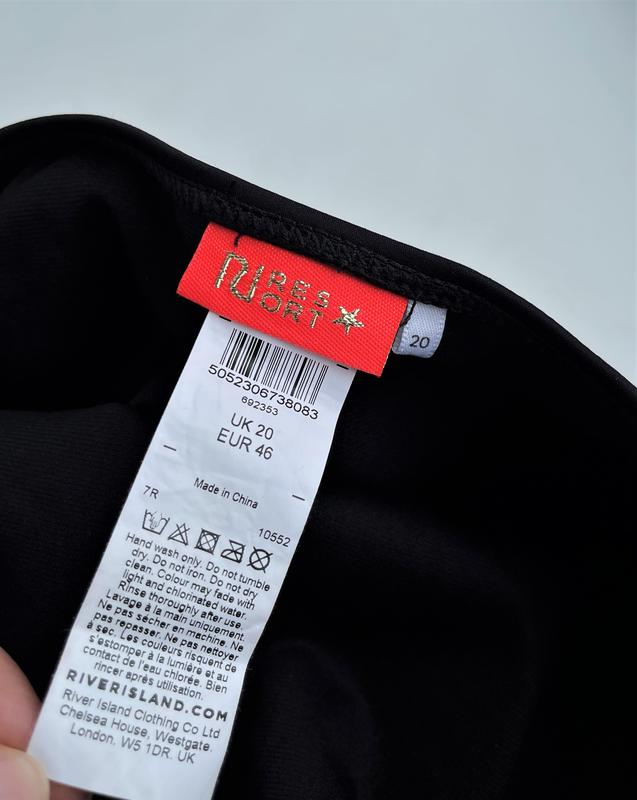 RI RES
ORT
20
5052306738083
692353
UK 20
EUR 46
Made in China
7R
10552
Hand wash only. Do not tumble
dry. Do not iron. Do not dry
clean. Colour may fade with
light and chlorinated water.
Rinse thoroughly after use.
Lavage à la main uniquement.
Ne pas sécher en machine. Ne
pas repasser. Ne pas nettoyer
à sec. Les couleurs risquent de
s'estomper à la lumière et au
contact de l'eau chlorée. Bien
rincer après utilisation.
RIVERISLAND.COM
River Island Clothing Co Ltd
Chelsea House, Westgate.
London. W5 1DR. UK